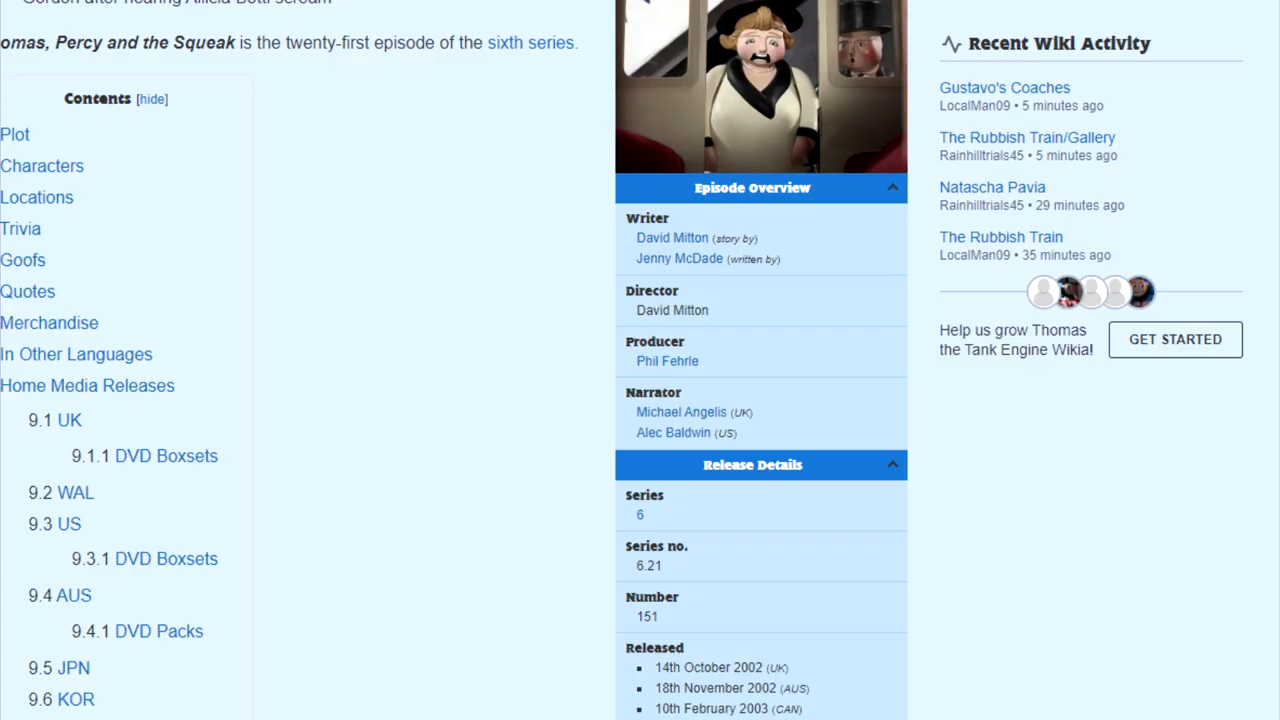 Gordon after hearing Alicia Botti scream
omas, Percy and the Squeak is the twenty-first episode of the sixth series.
Contents [hide]
Plot
Characters
Locations
Trivia
Goofs
Quotes
Merchandise
In Other Languages
Home Media Releases
9.1 UK
9.1.1 DVD Boxsets
9.2 WAL
9.3 US
9.3.1 DVD Boxsets
9.4 AUS
9.4.1 DVD Packs
9.5 JPN
9.6 KOR
Episode Overview
Writer
David Mitton (story by)
Jenny McDade (written by)
Director
David Mitton
Producer
Phil Fehrle
Narrator
Michael Angelis (UK)
Alec Baldwin (US)
Release Details
Series
6
Series no.
6.21
Number
151
Released
14th October 2002 (UK)
18th November 2002 (AUS)
10th February 2003 (CAN)
Recent Wiki Activity
Gustavo's Coaches
LocalMan09 • 5 minutes ago
The Rubbish Train/Gallery
Rainhilltrials45 • 5 minutes ago
Natascha Pavia
Rainhilltrials45 • 29 minutes ago
The Rubbish Train
LocalMan09 • 35 minutes ago
Help us grow Thomas
the Tank Engine Wikia!
GET STARTED